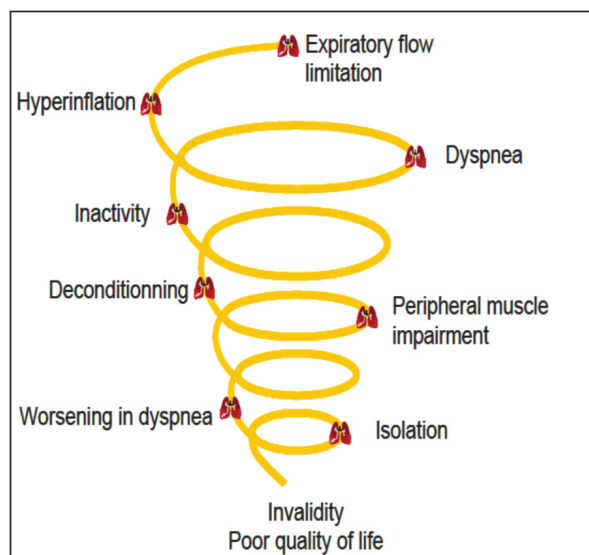 Expiratory flow
limitation
Hyperinflation
Dyspnea
Inactivity
Deconditionning
Peripheral muscle
impairment
Worsening in dyspnea
Isolation
Invalidity
Poor quality of life